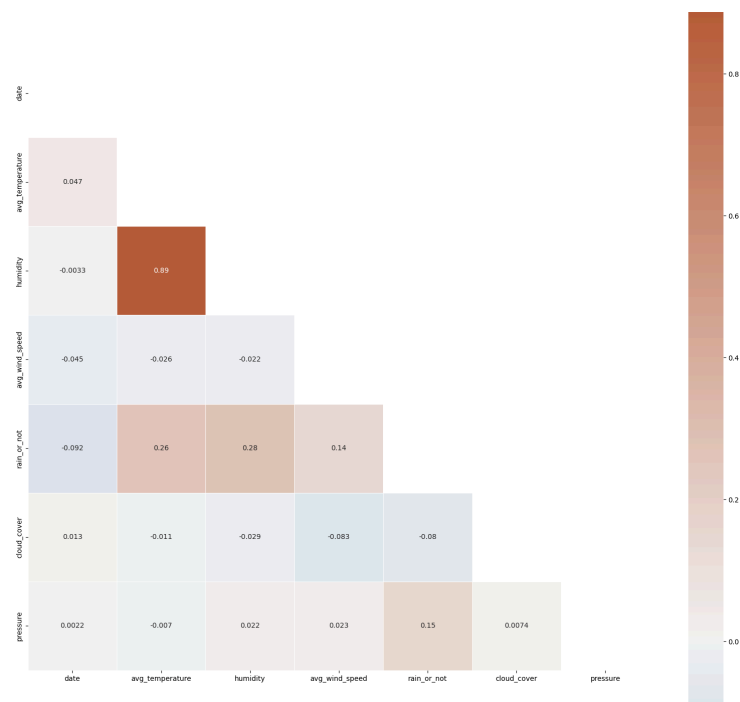 0.8
date
0.047
avg_temperature
-0.0033
0.89
humidity
0.6
-0.045
-0.026
-0.022
avg_wind_speed
0.4
-0.092
0.26
0.28
0.14
rain_or_not
0.2
0.013
-0.011
-0.029
-0.083
-0.08
cloud_cover
0.0022
-0.007
0.022
0.023
0.15
0.0074
pressure
0.0
date
avg_temperature
humidity
avg_wind_speed
rain_or_not
cloud_cover
pressure